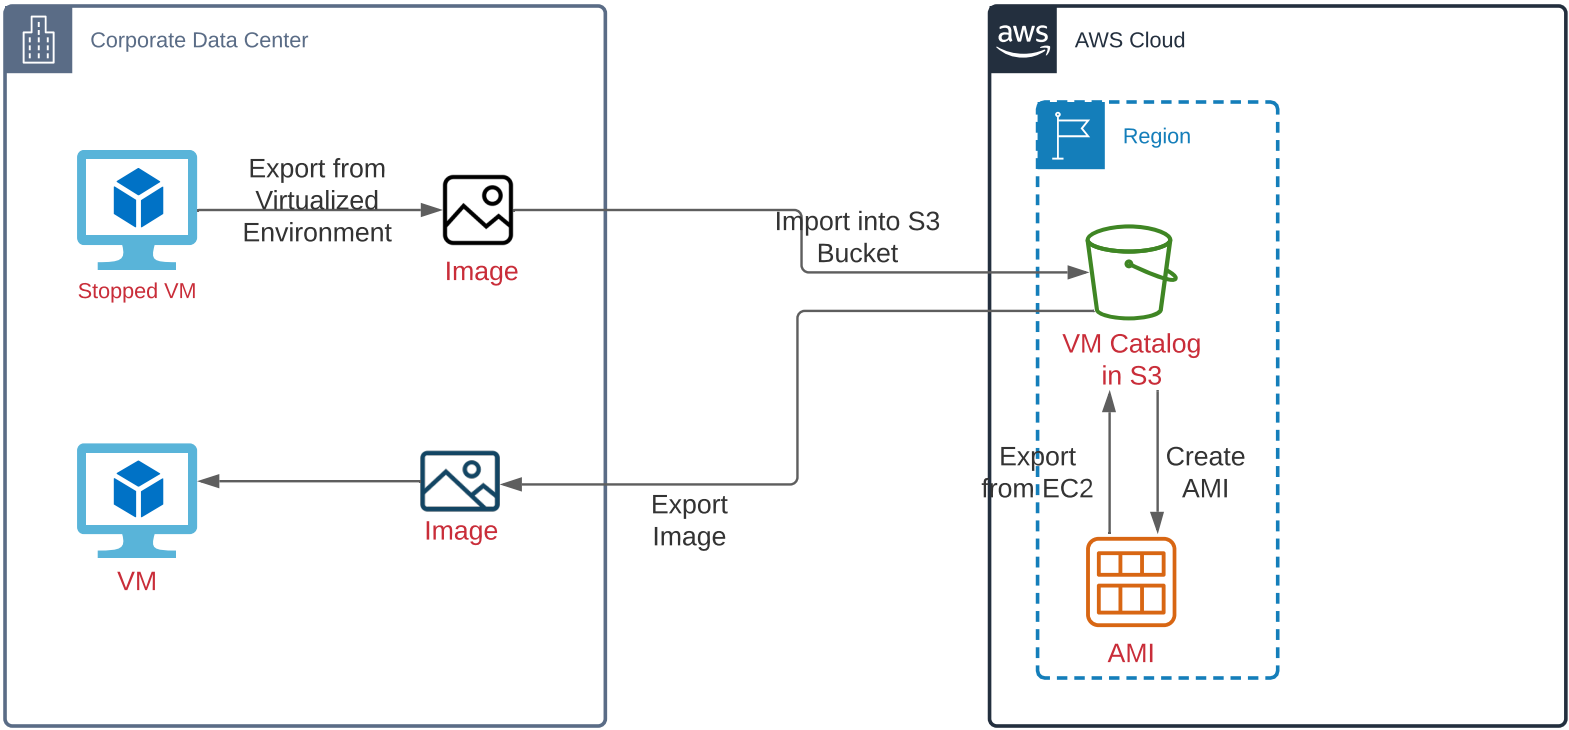 Corporate Data Center
aws
AWS Cloud
Region
Export from
Virtualized
Environment
Stopped VM
Image
Import into S3
Bucket
VM Catalog
in S3
Export
from EC2
Create
AMI
Image
Export
Image
VM
AMI